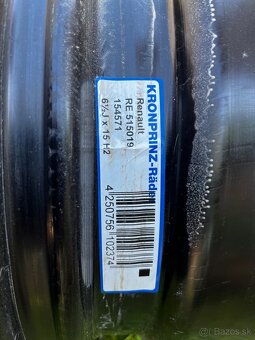 KRONPRINZ-Räder
Renault
RE 515019
154571
6½J x 15 H2
4 250756 102374
© Bazos.sk